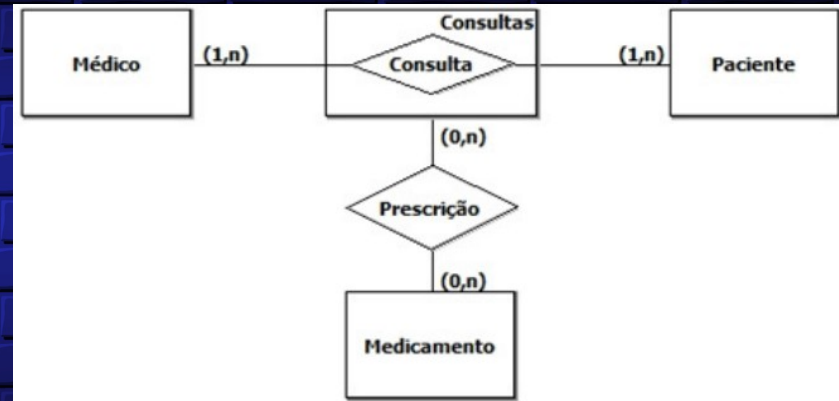 Consultas
Médico
(1,n)
Consulta
(1,n)
Paciente
(0,n)
Prescrição
(0,n)
Medicamento